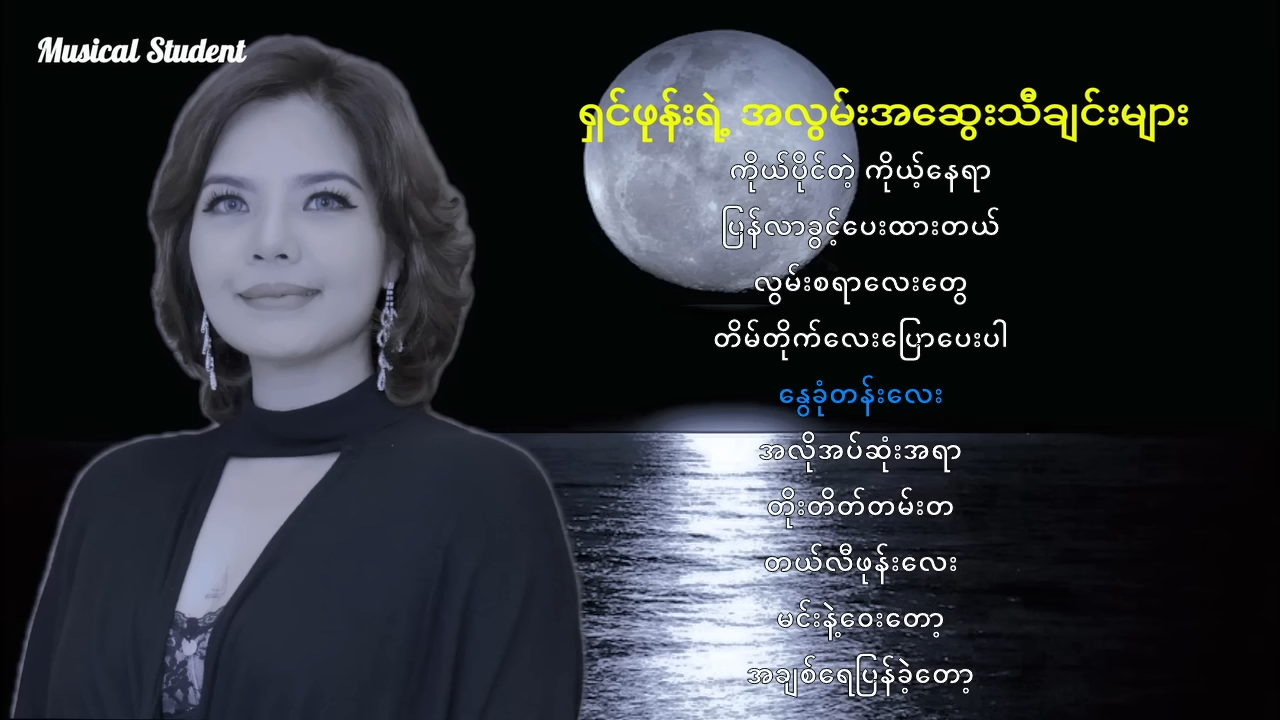 Musical Student
ရှင်ဖုန်းရဲ့ အလွမ်းအဆွေးသီချင်းများ
ကိုယ်ပိုင်တဲ့ ကိုယ့်နေရာ
ပြန်လာခွင့်ပေးထားတယ်
လွမ်းစရာလေးတွေ
တိမ်တိုက်လေးပြောပေးပါ
နွေခုံတန်းလေး
အလိုအပ်ဆုံးအရာ
တိုးတိတ်တမ်းတ
တယ်လီဖုန်းလေး
မင်းနဲ့ဝေးတော့
အချစ်ရေပြန်ခဲ့တော့